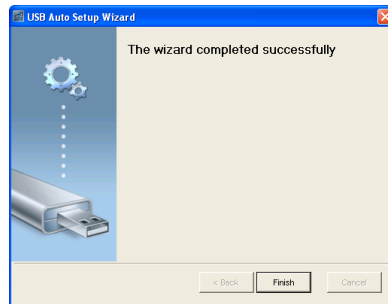 USB Auto Setup Wizard
The wizard completed successfully
< Back Finish Cancel